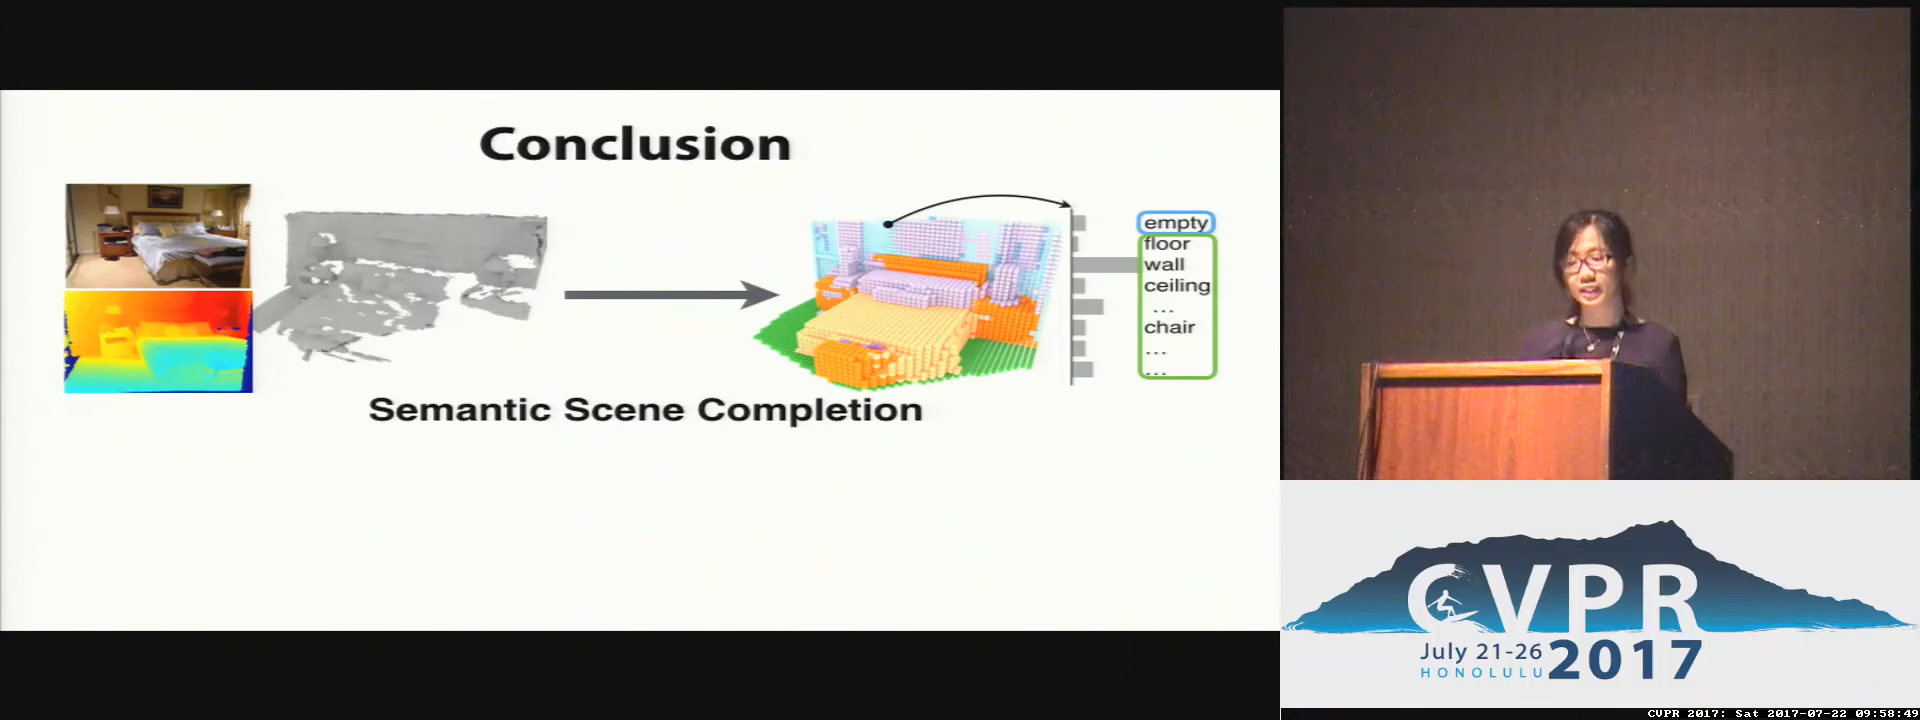 Conclusion
empty
floor
wall
ceiling
...
chair
...
...
Semantic Scene Completion
CVPR
July 21-26
HONOLULU
2017
CVPR 2017: Sat 2017-07-22 09:58:49